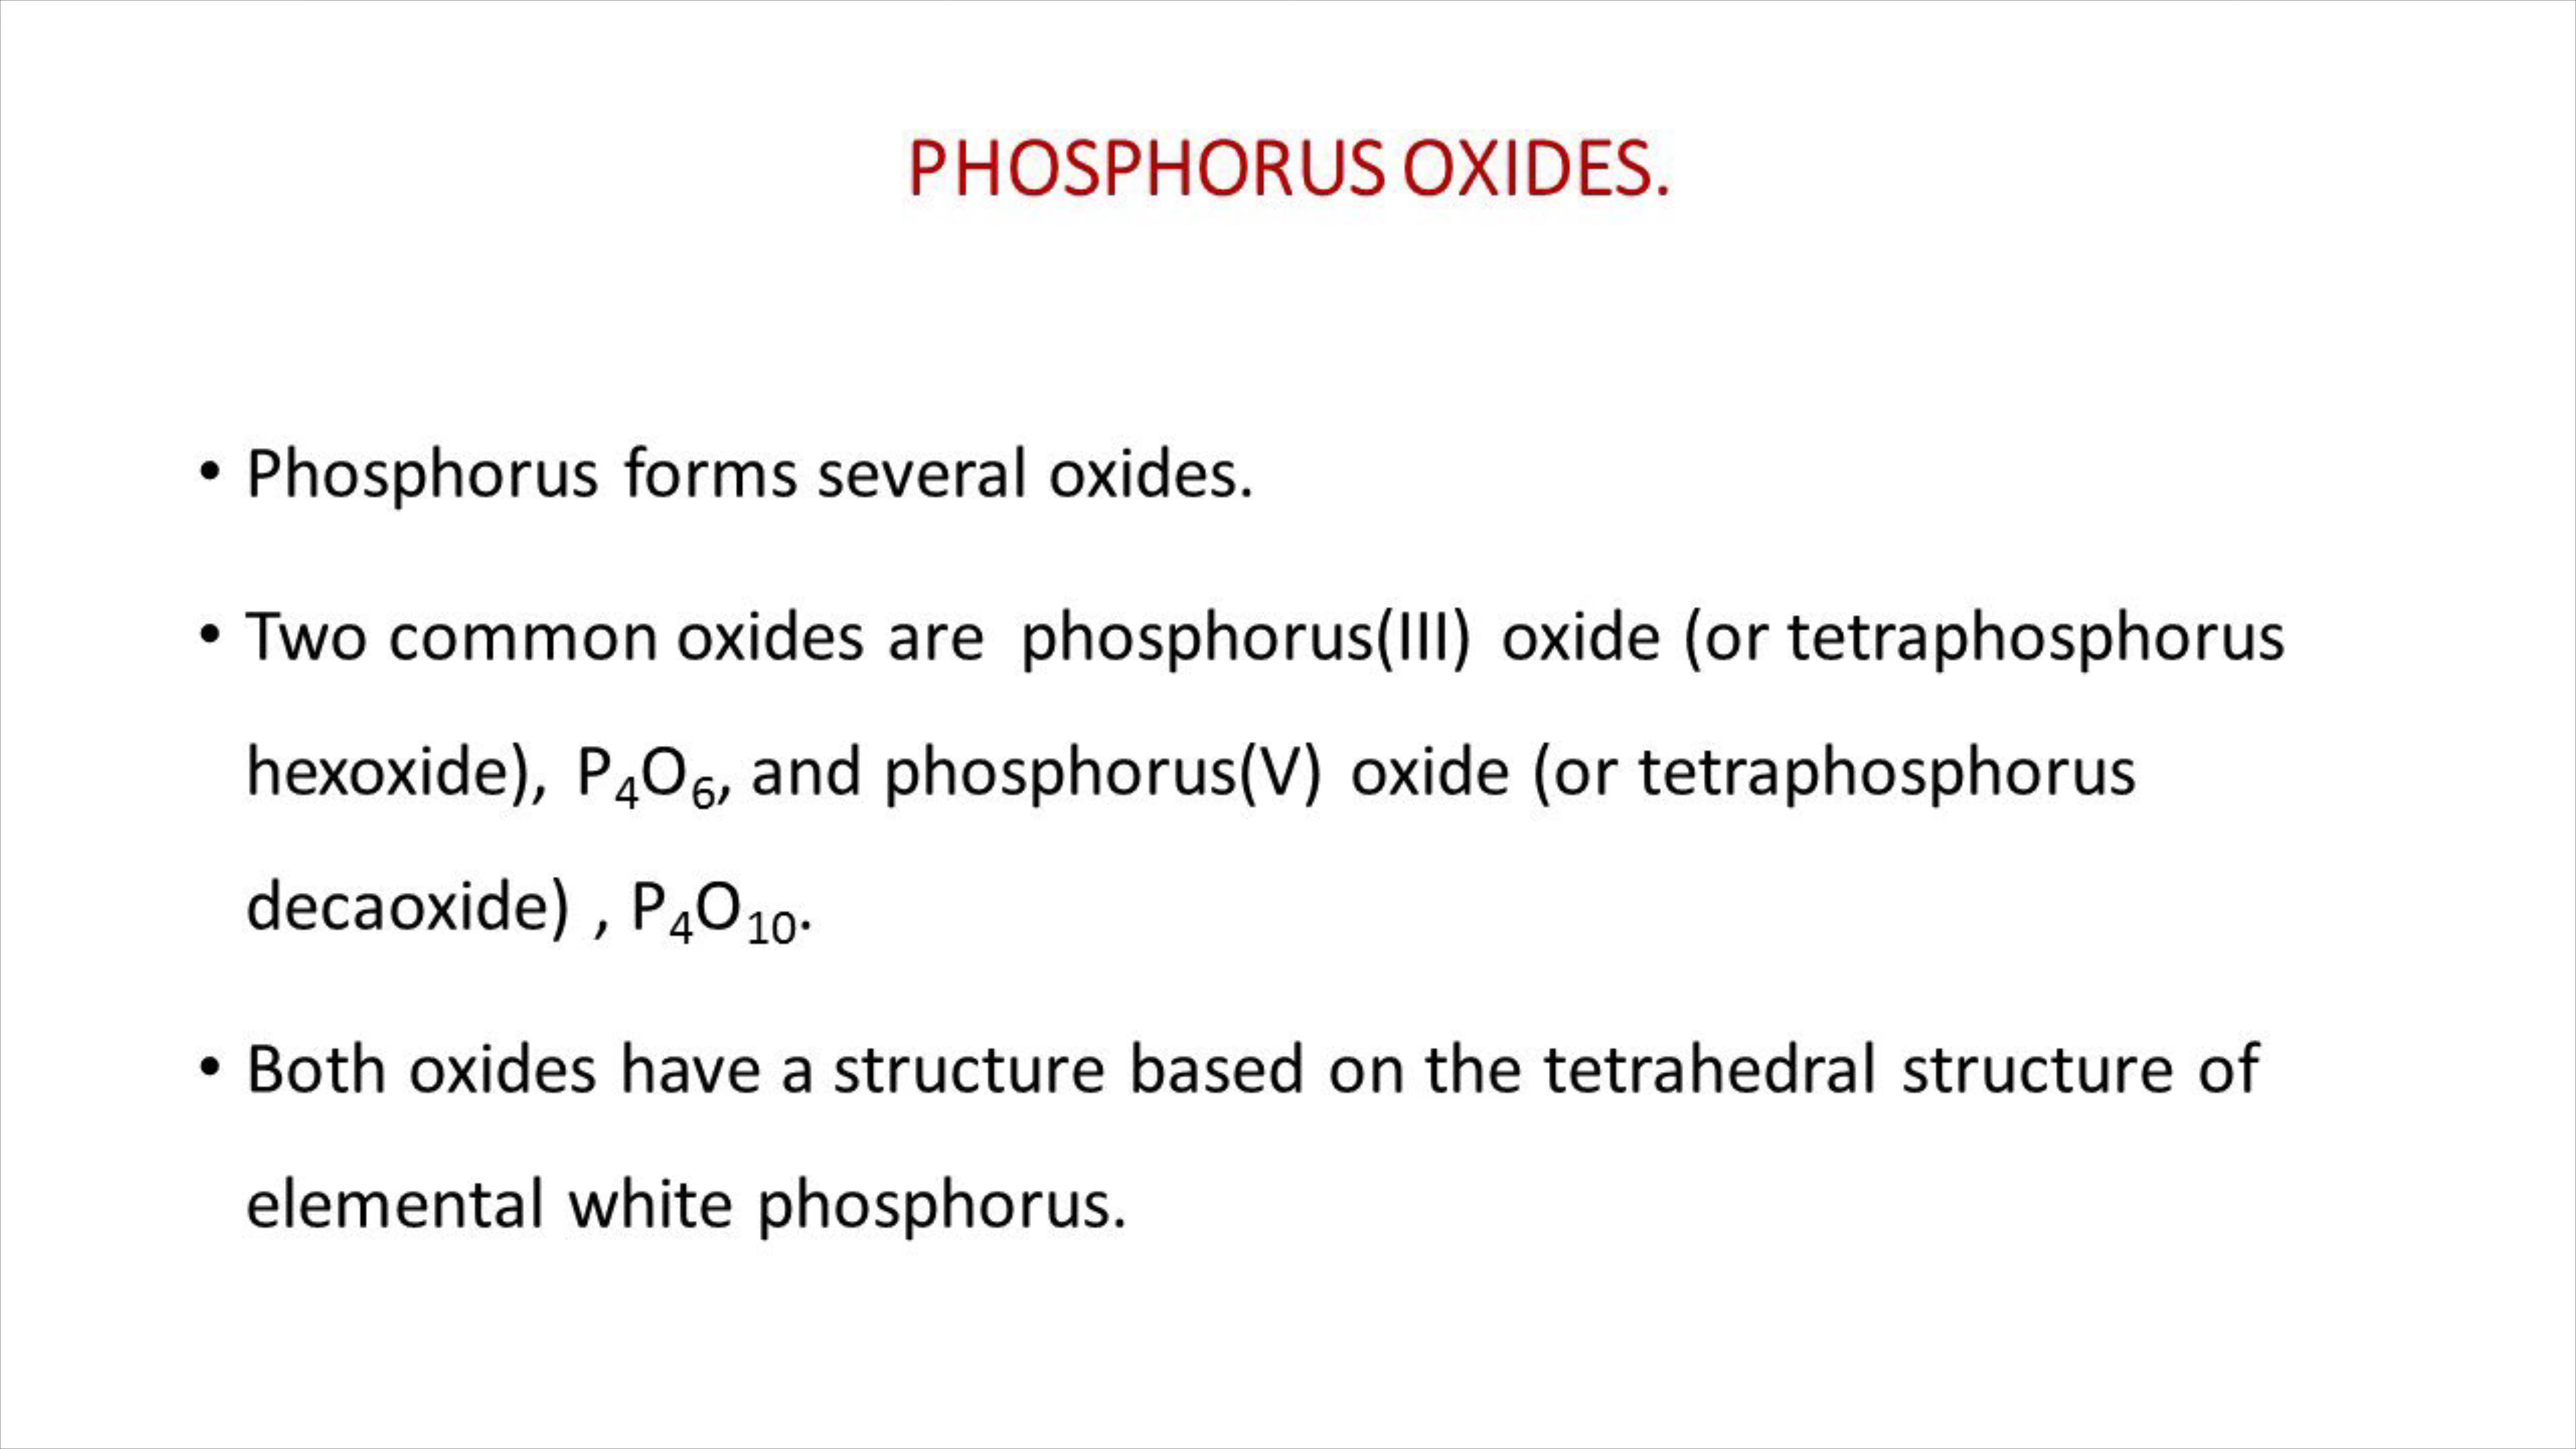 PHOSPHORUS OXIDES.
• Phosphorus forms several oxides.
• Two common oxides are phosphorus(III) oxide (or tetraphosphorus
hexoxide), P₄O₆, and phosphorus(V) oxide (or tetraphosphorus
decaoxide) , P₄O₁₀.
• Both oxides have a structure based on the tetrahedral structure of
elemental white phosphorus.